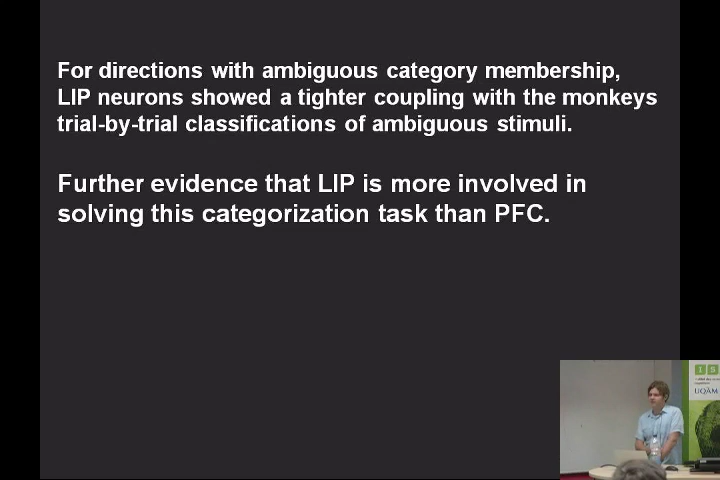 For directions with ambiguous category membership,
LIP neurons showed a tighter coupling with the monkeys
trial-by-trial classifications of ambiguous stimuli.
Further evidence that LIP is more involved in
solving this categorization task than PFC.
I S
UQÀM